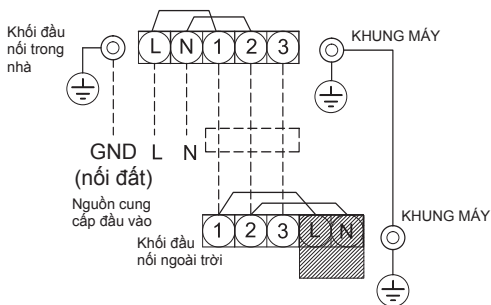 Khối đầu
nối trong
nhà
L N 1 2 3
KHUNG MÁY
GND L N
(nối đất)
Nguồn cung
cấp đầu vào
1 2 3 L N
Khối đầu
nối ngoài trời
KHUNG MÁY